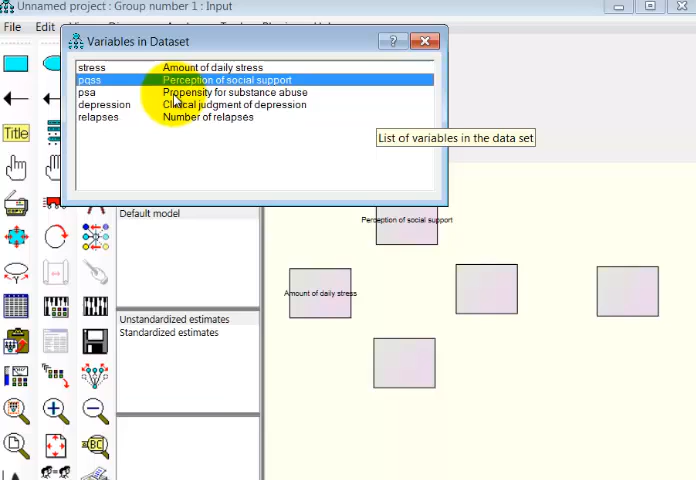 Unnamed project : Group number 1 : Input
File Edit
Variables in Dataset
stress Amount of daily stress
pqss Perception of social support
psa Propensity for substance abuse
depression Clinical judgment of depression
relapses Number of relapses
List of variables in the data set
Title
Default model
Perception of social support
Amount of daily stress
Unstandardized estimates
Standardized estimates